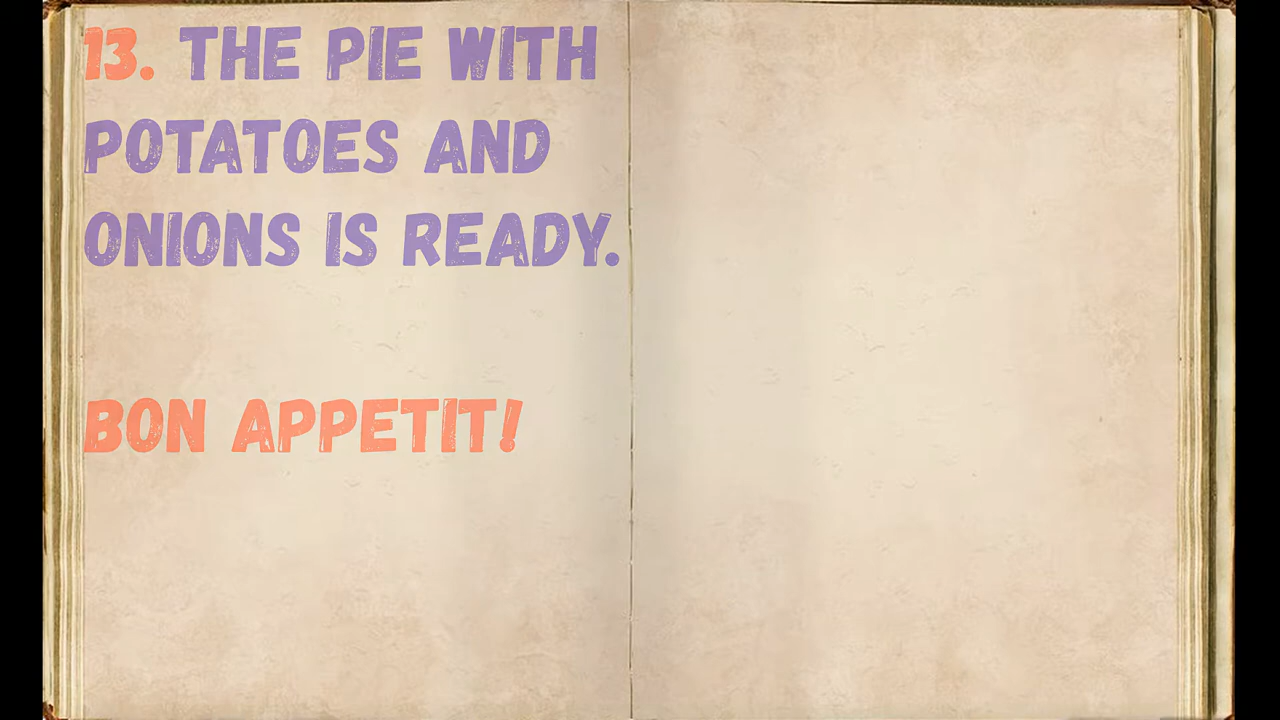 13. THE PIE WITH
POTATOES AND
ONIONS IS READY.
BON APPETIT!